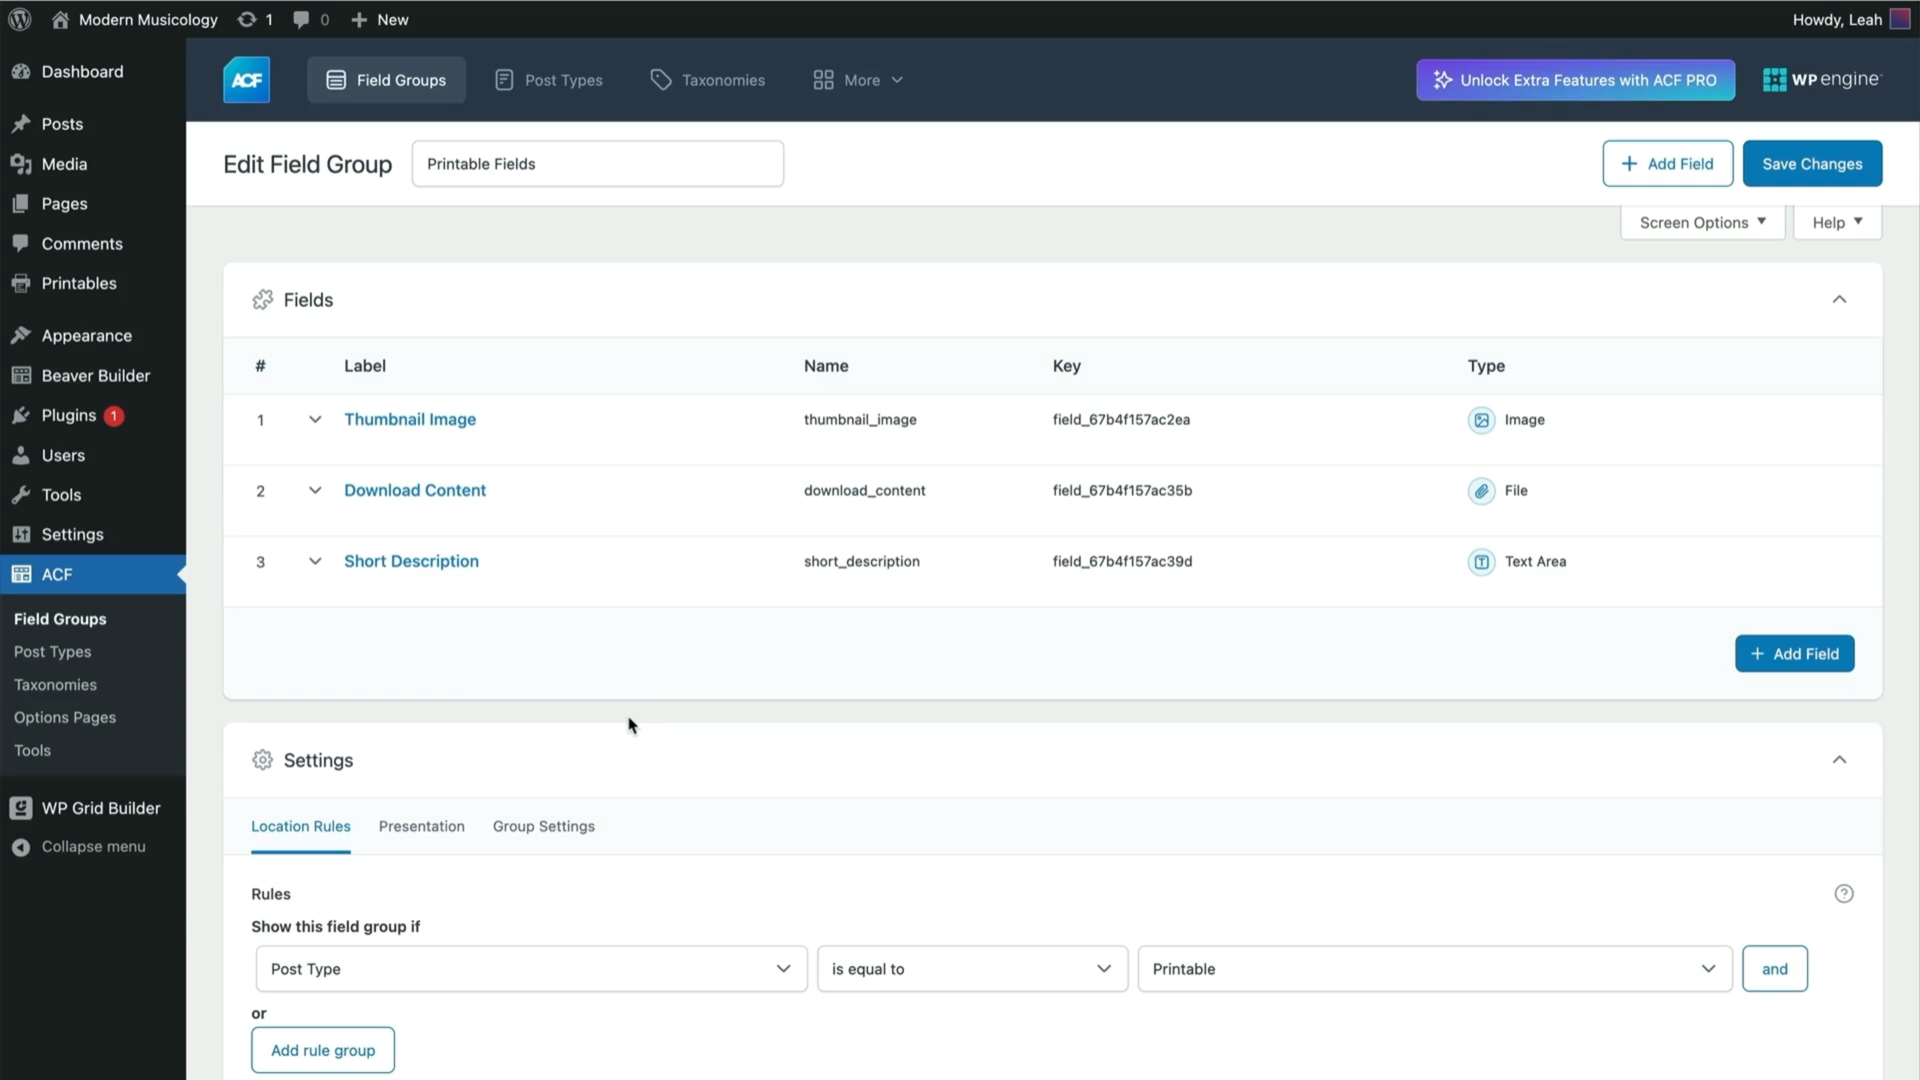 Modern Musicology 1 0 New Howdy, Leah
Dashboard
Posts
Media
Pages
Comments
Printables
Appearance
Beaver Builder
Plugins 1
Users
Tools
Settings
ACF
Field Groups
Post Types
Taxonomies
Options Pages
Tools
WP Grid Builder
Collapse menu
ACF Field Groups Post Types Taxonomies More Unlock Extra Features with ACF PRO WP engine
Edit Field Group Printable Fields + Add Field Save Changes
Screen Options Help
Fields
# Label Name Key Type
1 Thumbnail Image thumbnail_image field_67b4f157ac2ea Image
2 Download Content download_content field_67b4f157ac35b File
3 Short Description short_description field_67b4f157ac39d Text Area
+ Add Field
Settings
Location Rules Presentation Group Settings
Rules
Show this field group if
Post Type is equal to Printable and
or
Add rule group